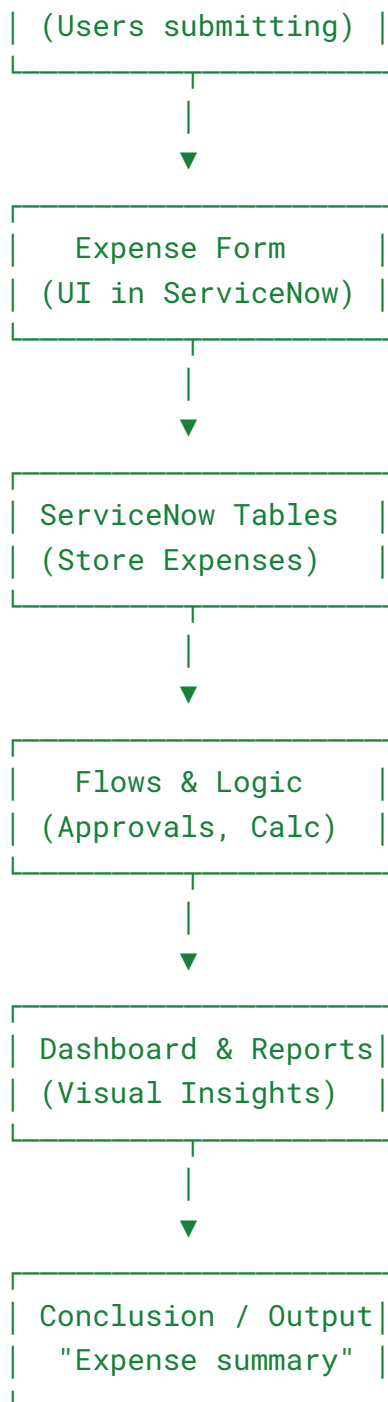 (Users submitting)
Expense Form
(UI in ServiceNow)
ServiceNow Tables
(Store Expenses)
Flows & Logic
(Approvals, Calc)
Dashboard & Reports
(Visual Insights)
Conclusion / Output
"Expense summary"